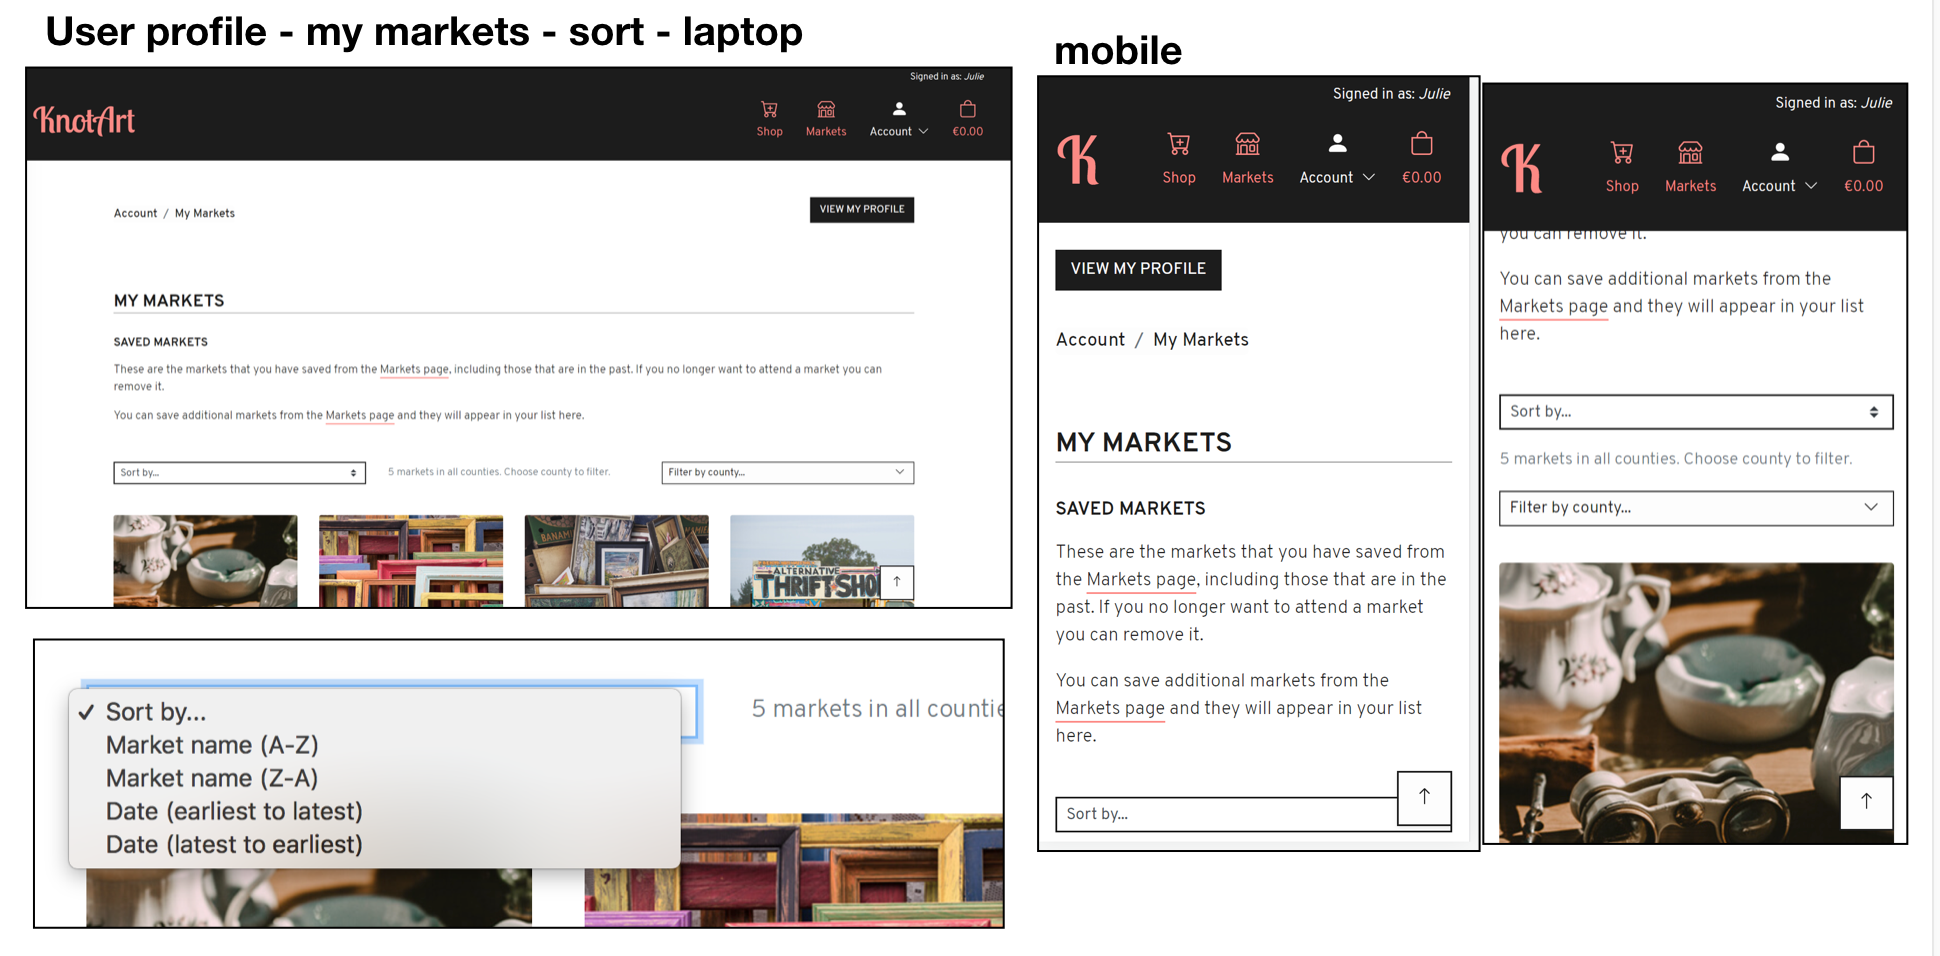 User profile - my markets - sort - laptop
Signed in as: Julie
KnotArt
Shop
Markets
Account
€0.00
Account / My Markets
VIEW MY PROFILE
MY MARKETS
SAVED MARKETS
These are the markets that you have saved from the Markets page, including those that are in the past. If you no longer want to attend a market you can
remove it.
You can save additional markets from the Markets page and they will appear in your list here.
Sort by...
5 markets in all counties. Choose county to filter.
Filter by county...
BANAM
ALTERNATIVE
THRIFT SHO
✓ Sort by...
Market name (A-Z)
Market name (Z-A)
Date (earliest to latest)
Date (latest to earliest)
5 markets in all countie
mobile
Signed in as: Julie
K
Shop
Markets
Account
€0.00
VIEW MY PROFILE
Account / My Markets
MY MARKETS
SAVED MARKETS
These are the markets that you have saved from
the Markets page, including those that are in the
past. If you no longer want to attend a market
you can remove it.
You can save additional markets from the
Markets page and they will appear in your list
here.
Sort by...
Signed in as: Julie
K
Shop
Markets
Account
€0.00
you can remove it.
You can save additional markets from the
Markets page and they will appear in your list
here.
Sort by...
5 markets in all counties. Choose county to filter.
Filter by county...